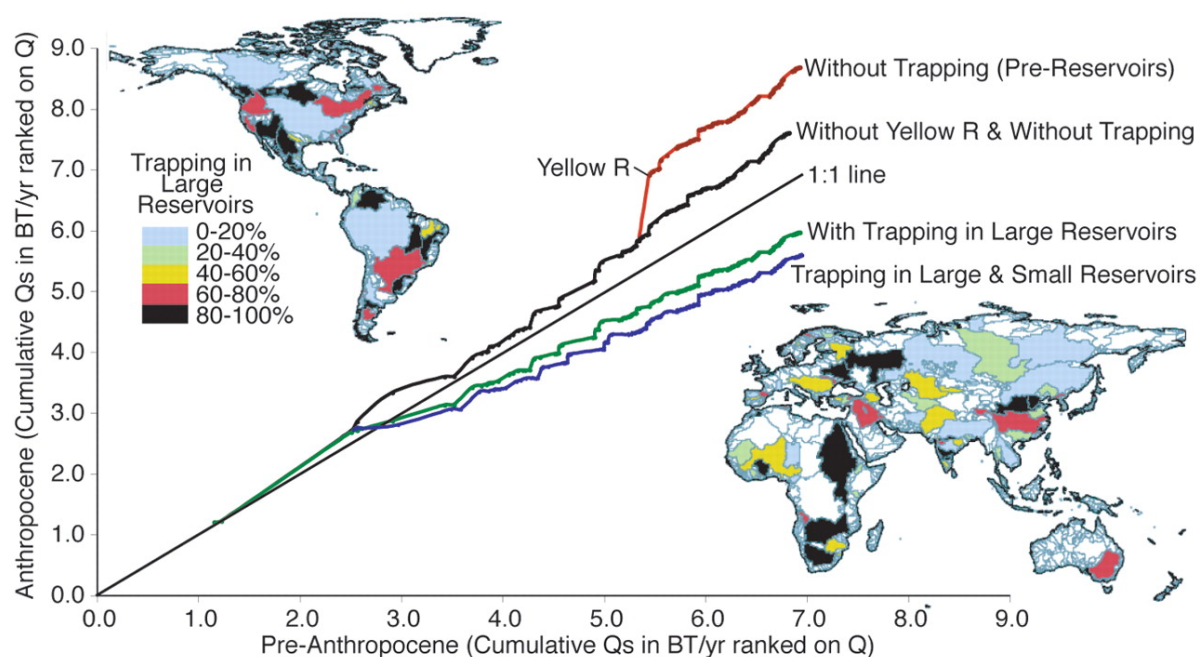 Anthropocene (Cumulative Qs in BT/yr ranked on Q)
9.0
8.0
7.0
6.0
5.0
4.0
3.0
2.0
1.0
0.0
Trapping in
Large
Reservoirs
0-20%
20-40%
40-60%
60-80%
80-100%
Without Trapping (Pre-Reservoirs)
Without Yellow R & Without Trapping
Yellow R
1:1 line
With Trapping in Large Reservoirs
Trapping in Large & Small Reservoirs
0.0 1.0 2.0 3.0 4.0 5.0 6.0 7.0 8.0 9.0
Pre-Anthropocene (Cumulative Qs in BT/yr ranked on Q)